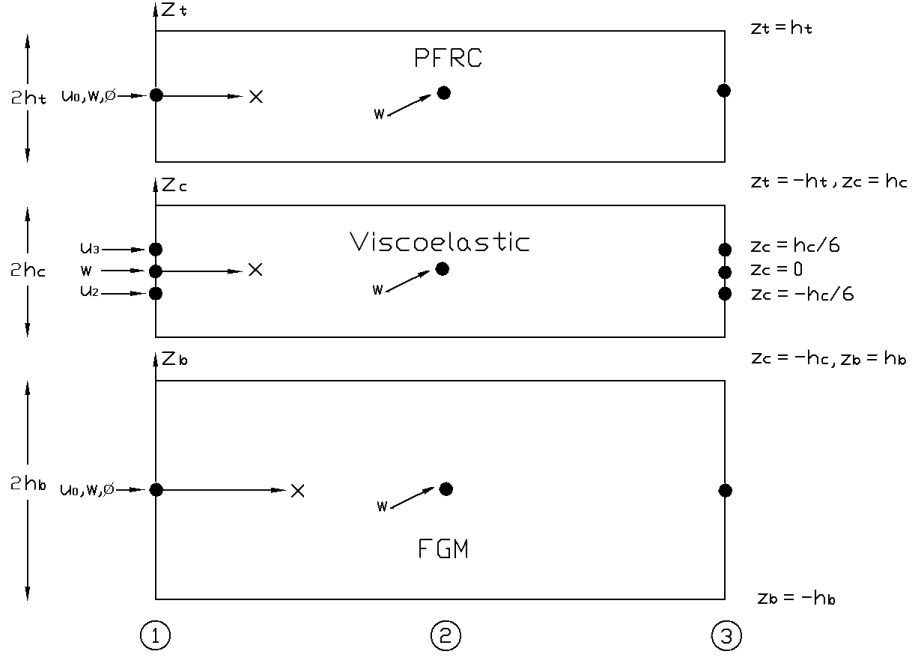 zt
zt = ht
PFRC
2ht
u0,w,ø
x
w
zt = -ht, zc = hc
zc
u3
Viscoelastic
zc = hc/6
2hc
w
x
zc = 0
w
u2
zc = -hc/6
zb
zc = -hc, zb = hb
2hb
u0,w,ø
x
w
FGM
zb = -hb
1
2
3